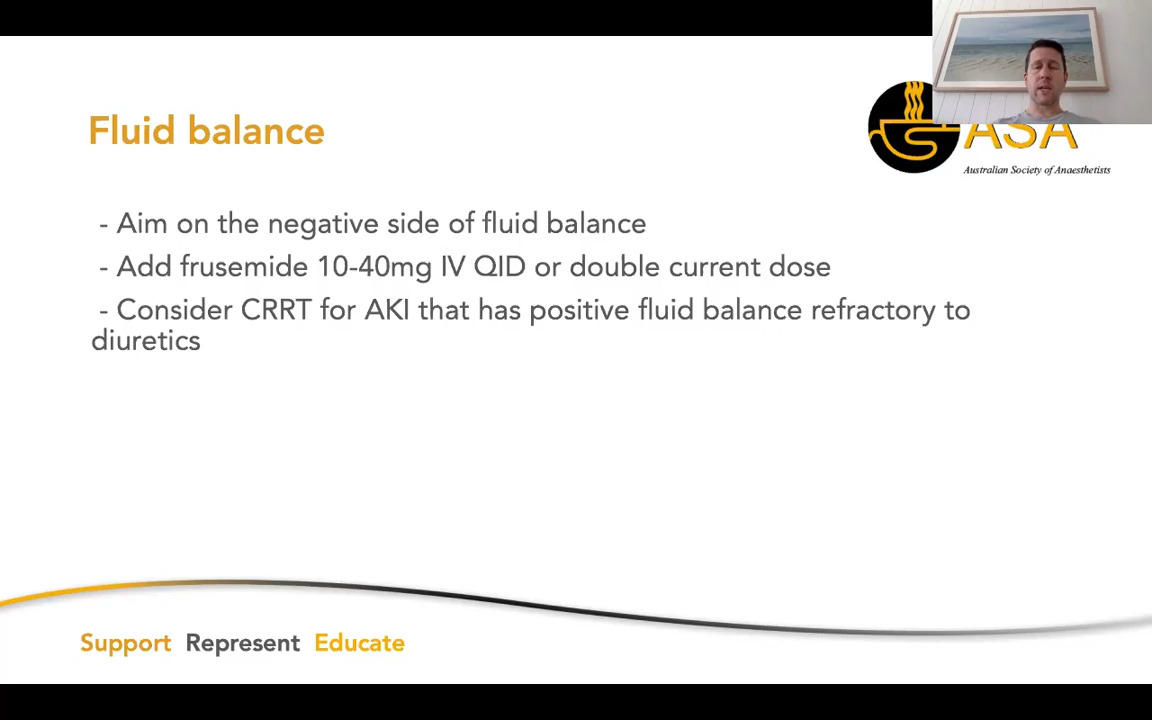 Fluid balance
ASA
Australian Society of Anaesthetists
- Aim on the negative side of fluid balance
- Add frusemide 10-40mg IV QID or double current dose
- Consider CRRT for AKI that has positive fluid balance refractory to
diuretics
Support Represent Educate